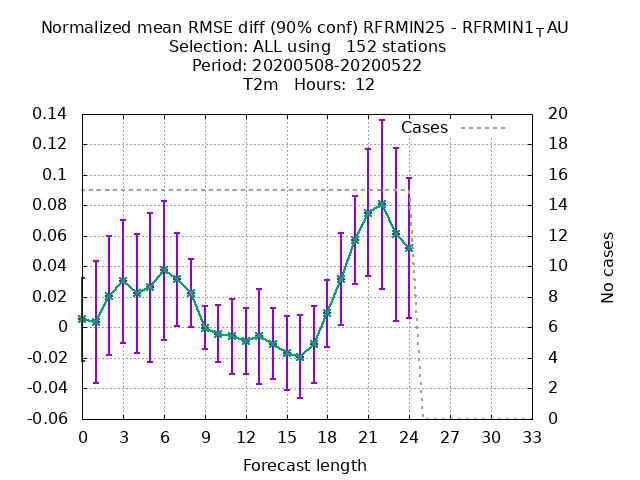 Normalized mean RMSE diff (90% conf) RFRMIN25 - RFRMIN1_TAU
Selection: ALL using   152 stations
Period: 20200508-20200522
T2m   Hours:  12
0.14
0.12
0.1
0.08
0.06
0.04
0.02
0
-0.02
-0.04
-0.06
Cases
20
18
16
14
12
10
8
6
4
2
0
No cases
0 3 6 9 12 15 18 21 24 27 30 33
Forecast length